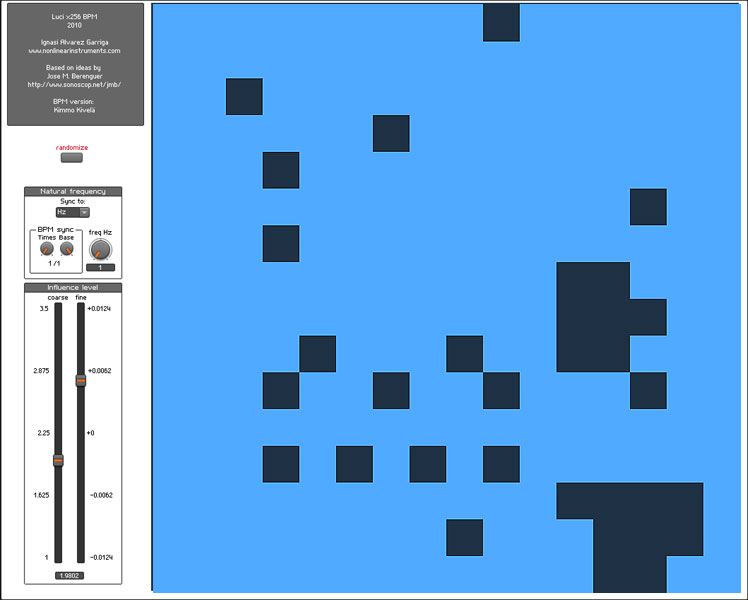 Luci x256 BPM
2010
Ignasi Alvarez Garriga
www.nonlinearinstruments.com
Based on ideas by
Jose M. Berenguer
http://www.sonoscop.net/jmb/
BPM version:
Kimmo Kivelä
randomize
Natural frequency
Sync to:
Hz
BPM sync
Times Base
freq Hz
1 /1
1
Influence level
coarse fine
3.5 +0.0124
2.875 +0.0062
2.25 +0
1.625 -0.0062
1 -0.0124
1.9802